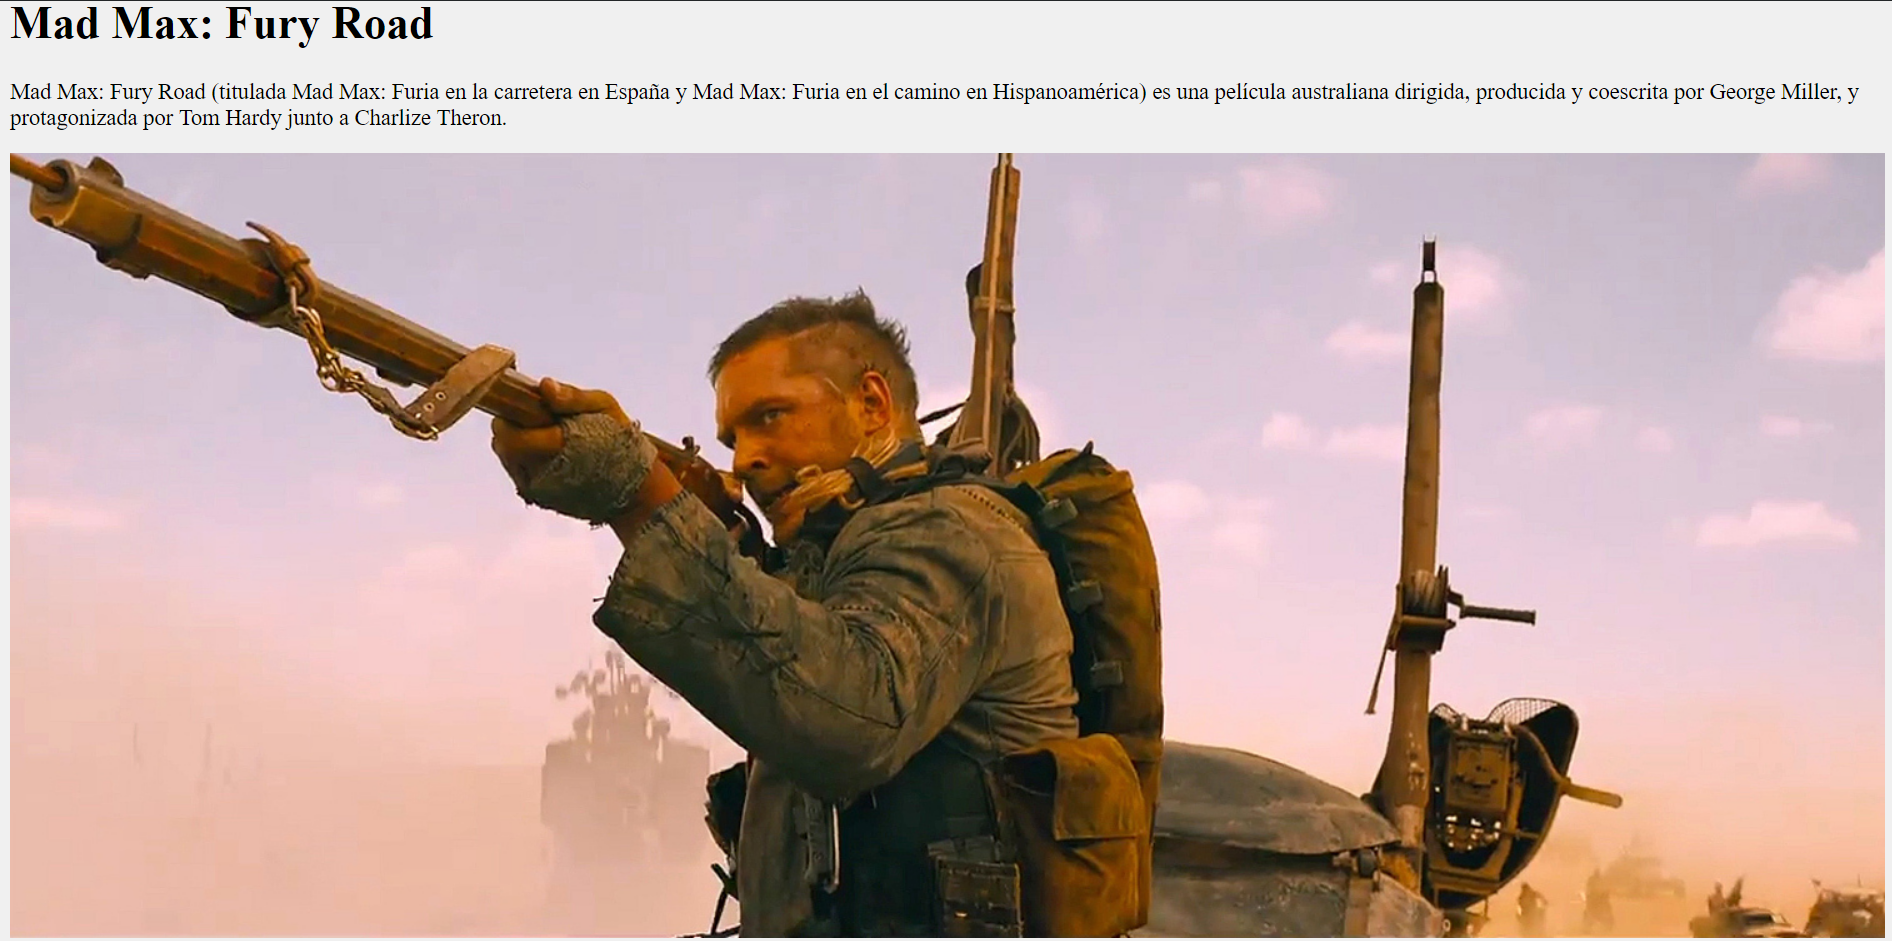 Mad Max: Fury Road
Mad Max: Fury Road (titulada Mad Max: Furia en la carretera en España y Mad Max: Furia en el camino en Hispanoamérica) es una película australiana dirigida, producida y coescrita por George Miller, y
protagonizada por Tom Hardy junto a Charlize Theron.